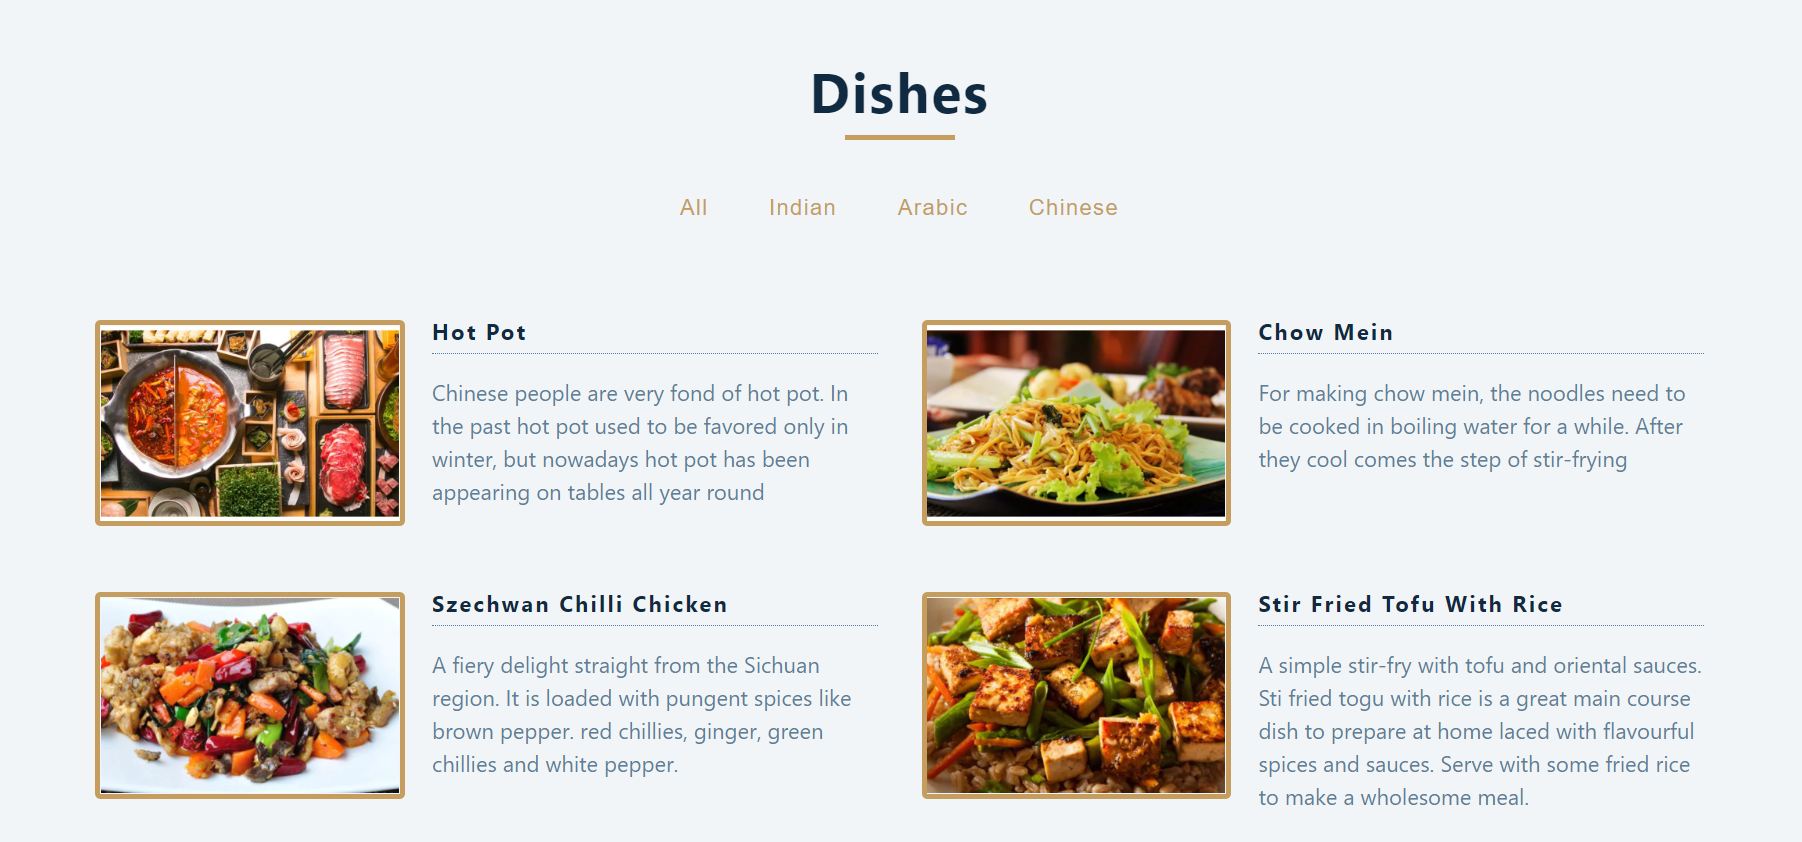 Dishes
All Indian Arabic Chinese
Hot Pot
Chinese people are very fond of hot pot. In
the past hot pot used to be favored only in
winter, but nowadays hot pot has been
appearing on tables all year round
Chow Mein
For making chow mein, the noodles need to
be cooked in boiling water for a while. After
they cool comes the step of stir-frying
Szechwan Chilli Chicken
A fiery delight straight from the Sichuan
region. It is loaded with pungent spices like
brown pepper. red chillies, ginger, green
chillies and white pepper.
Stir Fried Tofu With Rice
A simple stir-fry with tofu and oriental sauces.
Sti fried togu with rice is a great main course
dish to prepare at home laced with flavourful
spices and sauces. Serve with some fried rice
to make a wholesome meal.